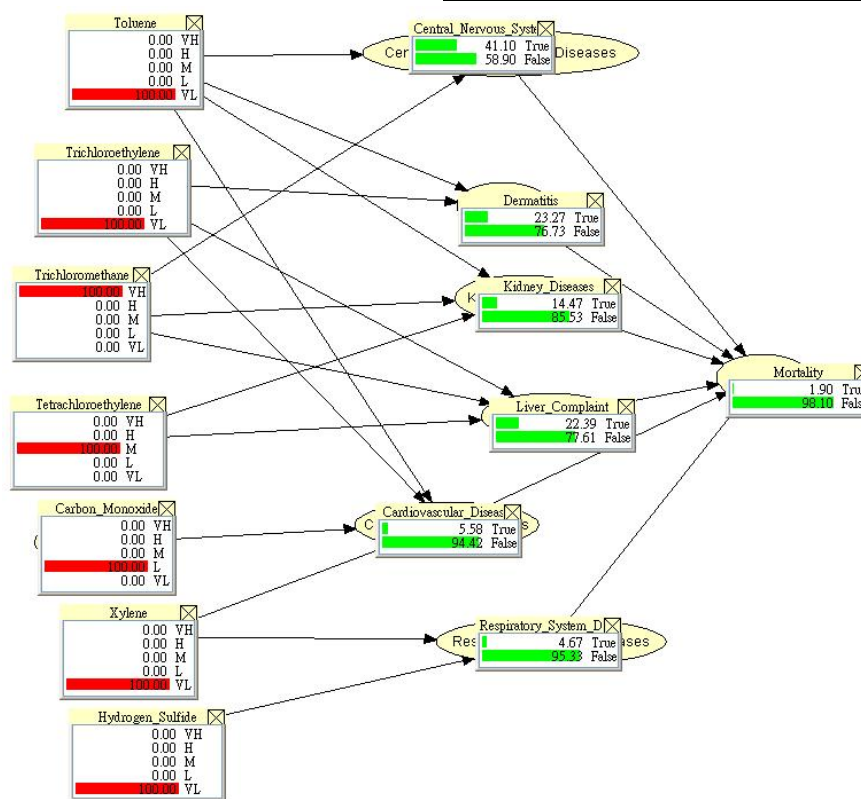 Toluene
0.00 VH
0.00 H
0.00 M
0.00 L
100.00 VL
Central_Nervous_Syste
41.10 True
58.90 False
Cer
Diseases
Trichloroethylene
0.00 VH
0.00 H
0.00 M
0.00 L
100.00 VL
Dermatitis
23.27 True
76.73 False
Trichloromethane
100.00 VH
0.00 H
0.00 M
0.00 L
0.00 VL
Kidney_Diseases
14.47 True
85.53 False
K
Mortality
1.90 True
98.10 False
Tetrachloroethylene
0.00 VH
0.00 H
100.00 M
0.00 L
0.00 VL
Liver_Complaint
22.39 True
77.61 False
Carbon_Monoxide
0.00 VH
0.00 H
0.00 M
100.00 L
0.00 VL
(
Cardiovascular_Diseas
5.58 True
94.42 False
C
s
Xylene
0.00 VH
0.00 H
0.00 M
0.00 L
100.00 VL
Respiratory_System_D
4.67 True
95.33 False
Res
ases
Hydrogen_Sulfide
0.00 VH
0.00 H
0.00 M
0.00 L
100.00 VL